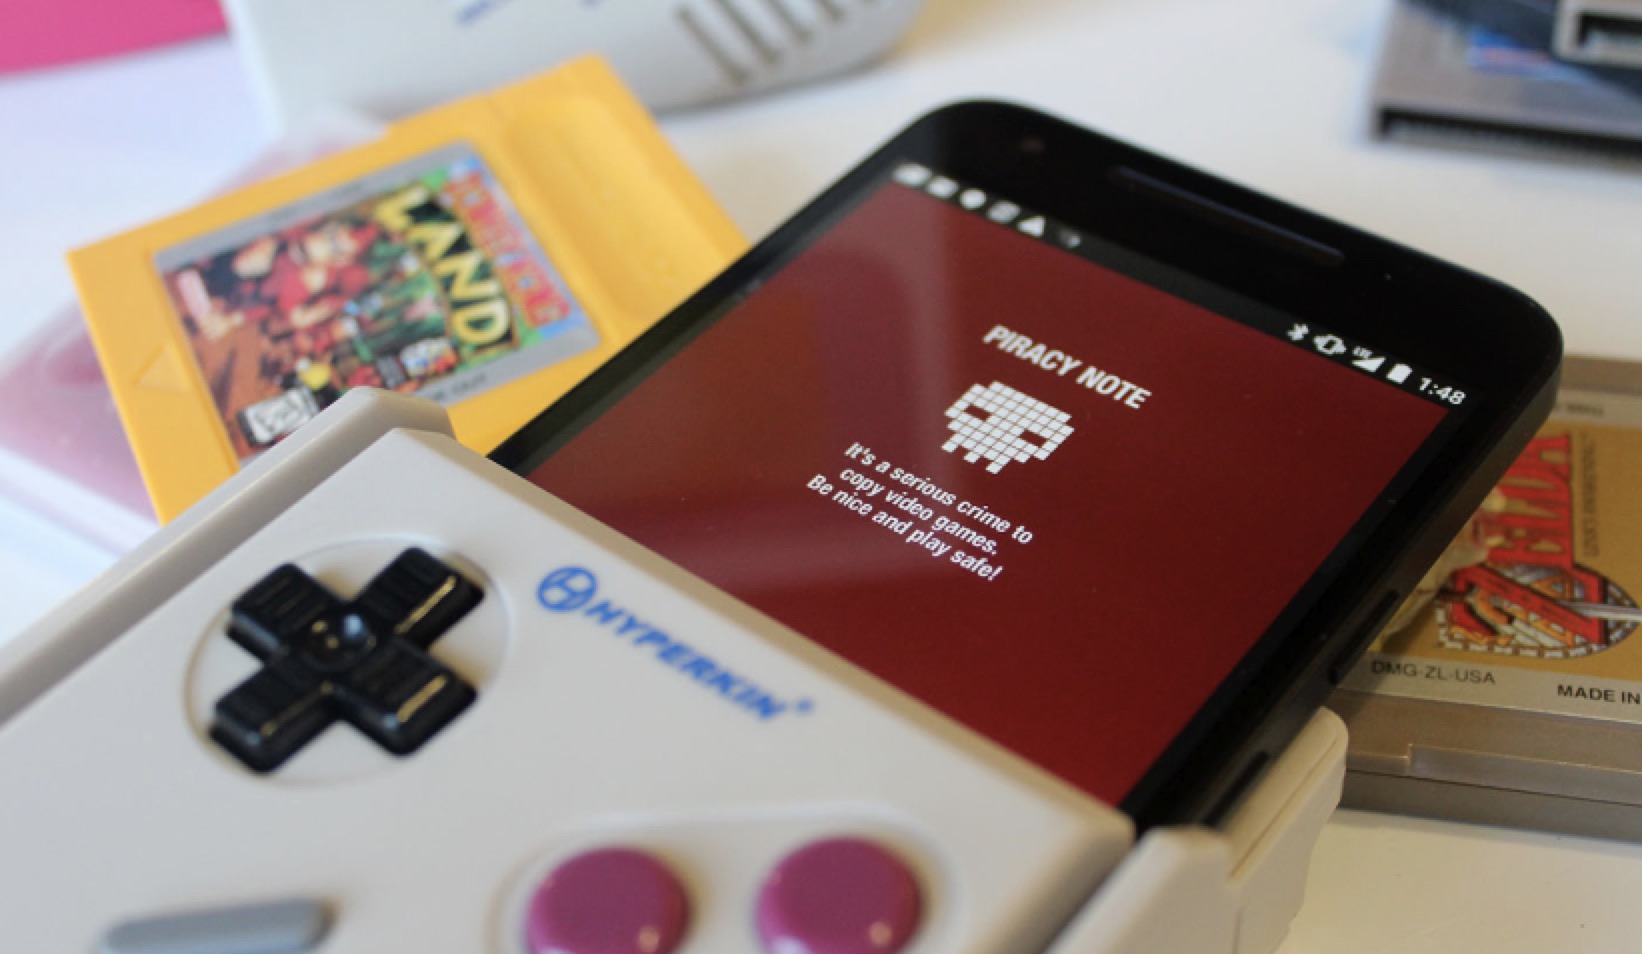 LAND
1:48
PIRACY NOTE
It's a serious crime to
copy video games.
Be nice and play safe!
HYPERKIN
DMG-ZL-USA
MADE IN